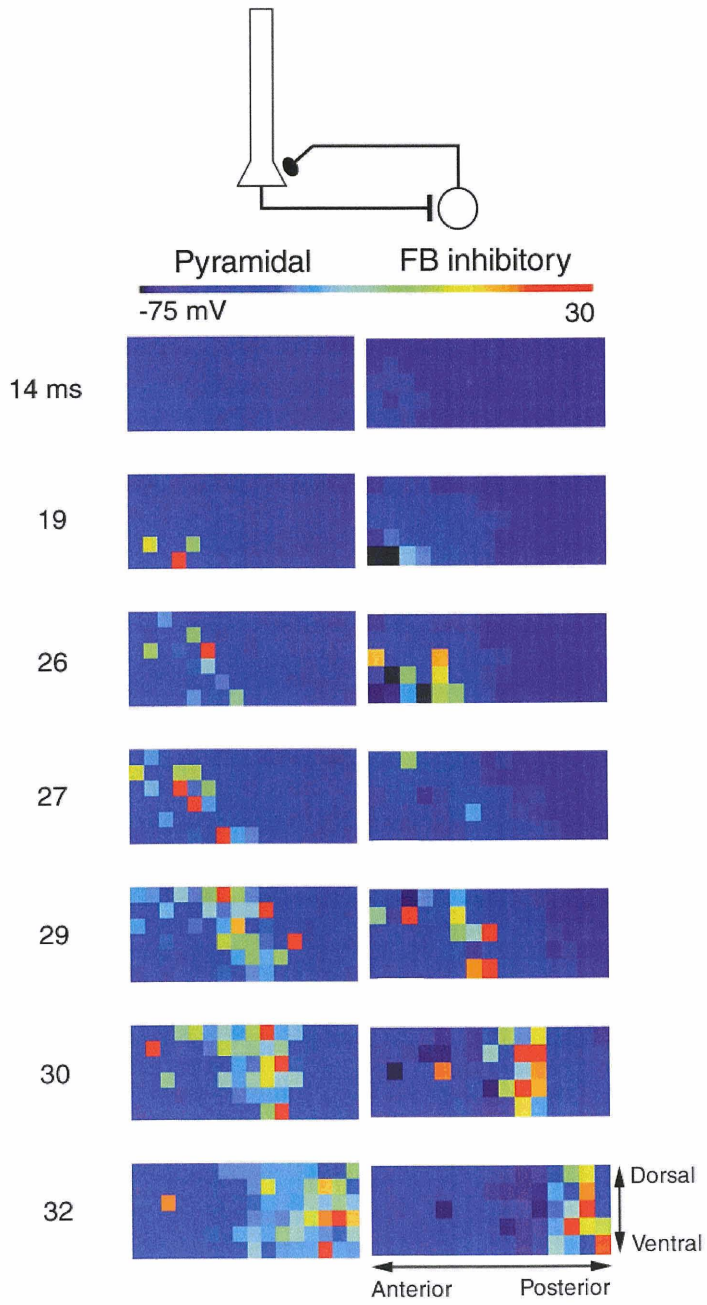 Pyramidal FB inhibitory
-75 mV 30
14 ms
19
26
27
29
30
32
Dorsal
Ventral
Anterior Posterior